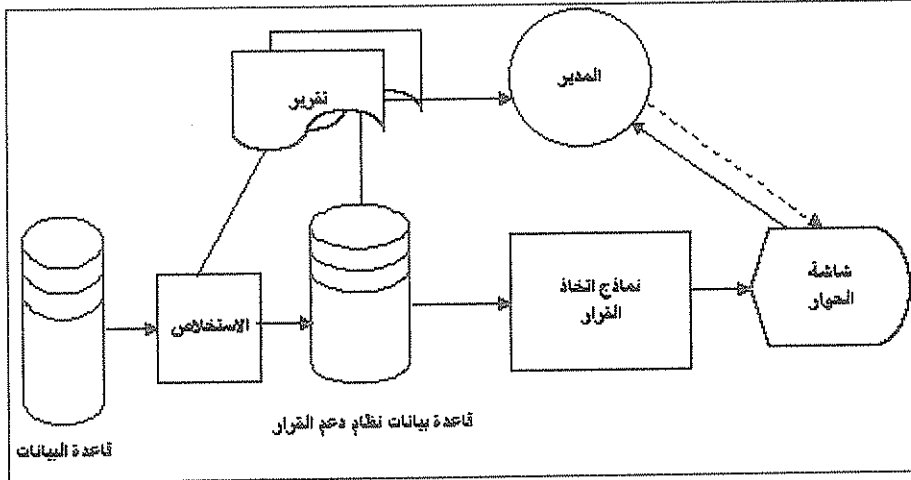 المدير
تقرير
شاشة
الحوار
نماذج اتخاذ
القرار
الاستخلاص
قاعدة بيانات نظام دعم القرار
قاعدة البيانات